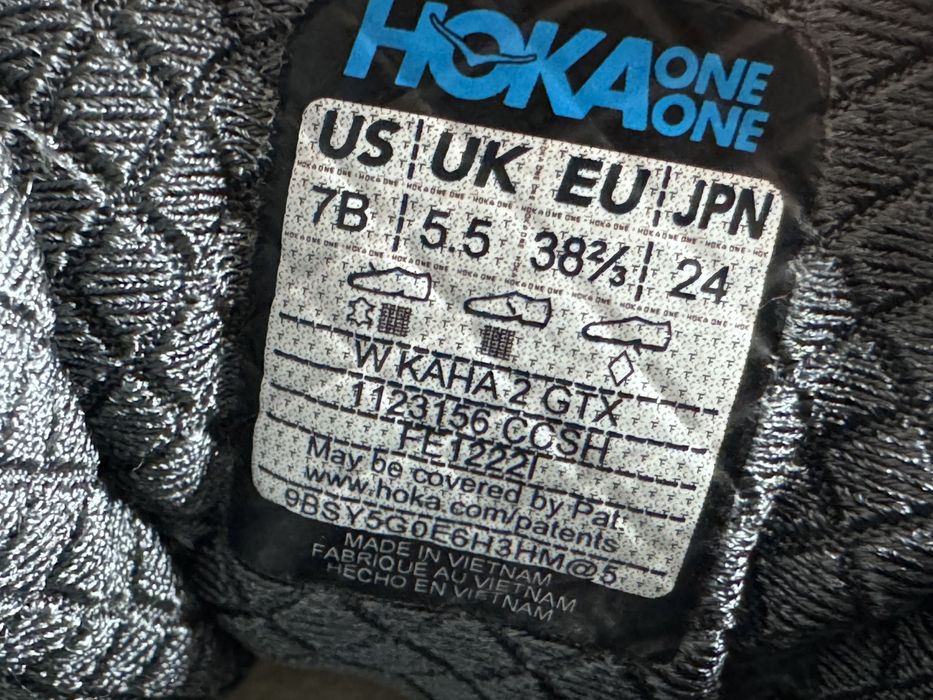 HOKA ONE ONE
US UK EU JPN
7B 5.5 38⅔ 24
W KAHA 2 GTX
1123156 CCSH
FE1222I
May be covered by Pat.
www.hoka.com/patents
9BSY5G0E6H3HM@5
MADE IN VIETNAM
FABRIQUÉ AU VIETNAM
HECHO EN VIETNAM